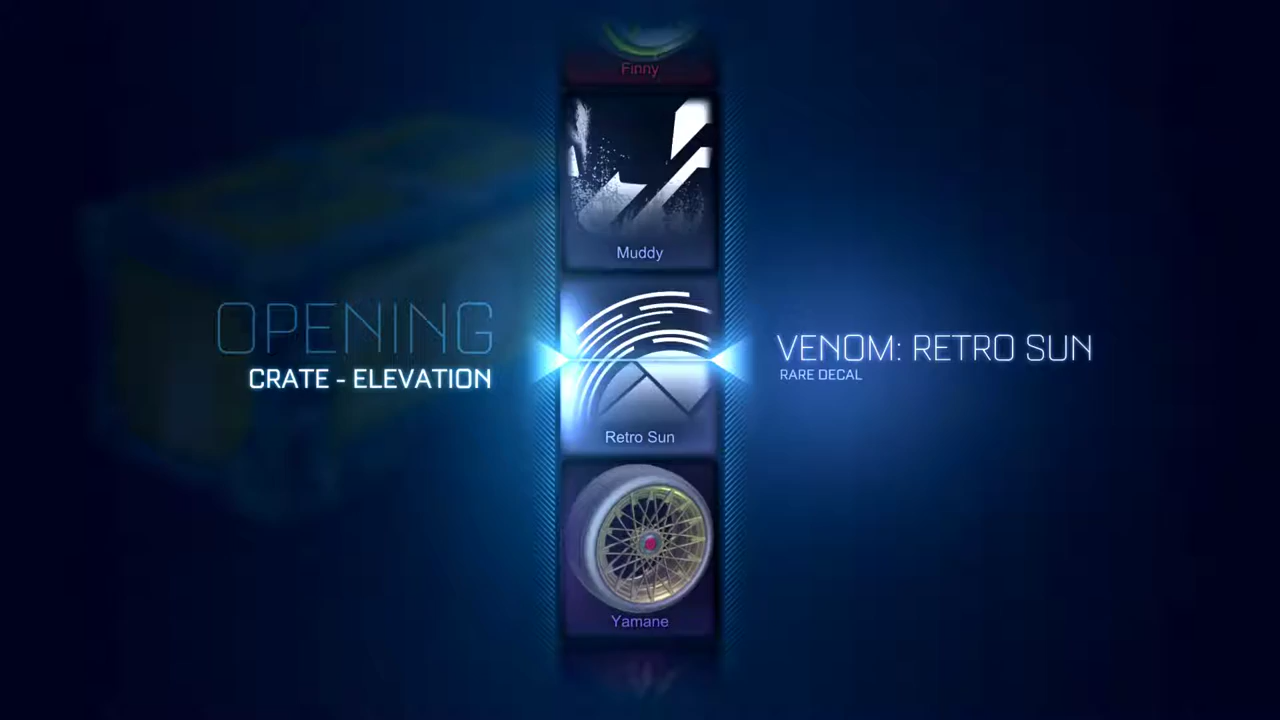 Finny
Muddy
OPENING
CRATE - ELEVATION
VENOM: RETRO SUN
RARE DECAL
Retro Sun
Yamane